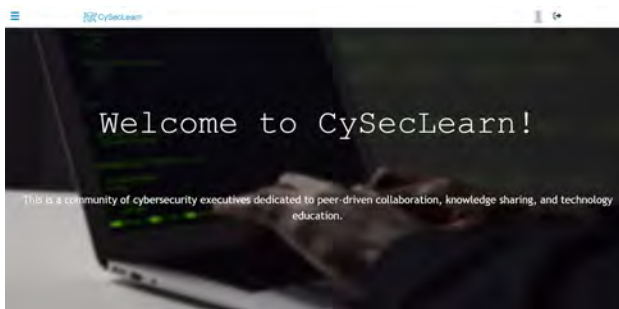 CySecLearn
Welcome to CySecLearn!
This is a community of cybersecurity executives dedicated to peer-driven collaboration, knowledge sharing, and technology
education.